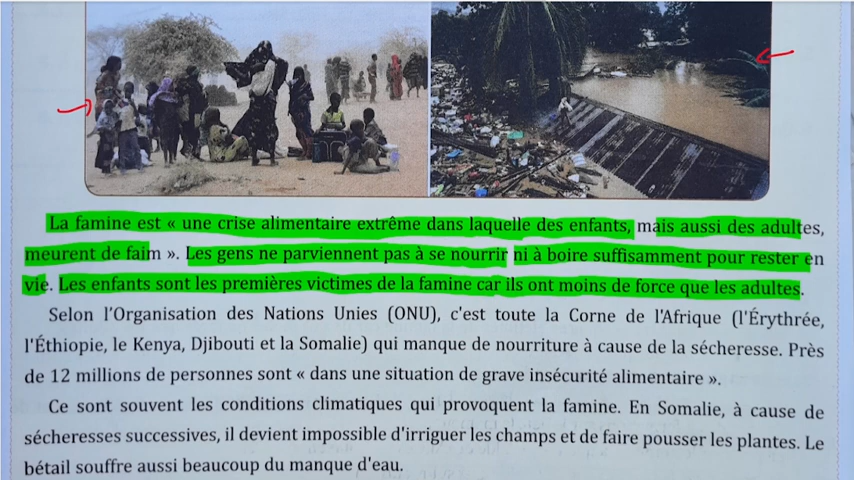 La famine est « une crise alimentaire extrême dans laquelle des enfants, mais aussi des adultes,
meurent de faim ». Les gens ne parviennent pas à se nourrir ni à boire suffisamment pour rester en
vie. Les enfants sont les premières victimes de la famine car ils ont moins de force que les adultes.
Selon l'Organisation des Nations Unies (ONU), c'est toute la Corne de l'Afrique (l'Érythrée,
l'Éthiopie, le Kenya, Djibouti et la Somalie) qui manque de nourriture à cause de la sécheresse. Près
de 12 millions de personnes sont « dans une situation de grave insécurité alimentaire ».
Ce sont souvent les conditions climatiques qui provoquent la famine. En Somalie, à cause de
sécheresses successives, il devient impossible d'irriguer les champs et de faire pousser les plantes. Le
bétail souffre aussi beaucoup du manque d'eau.